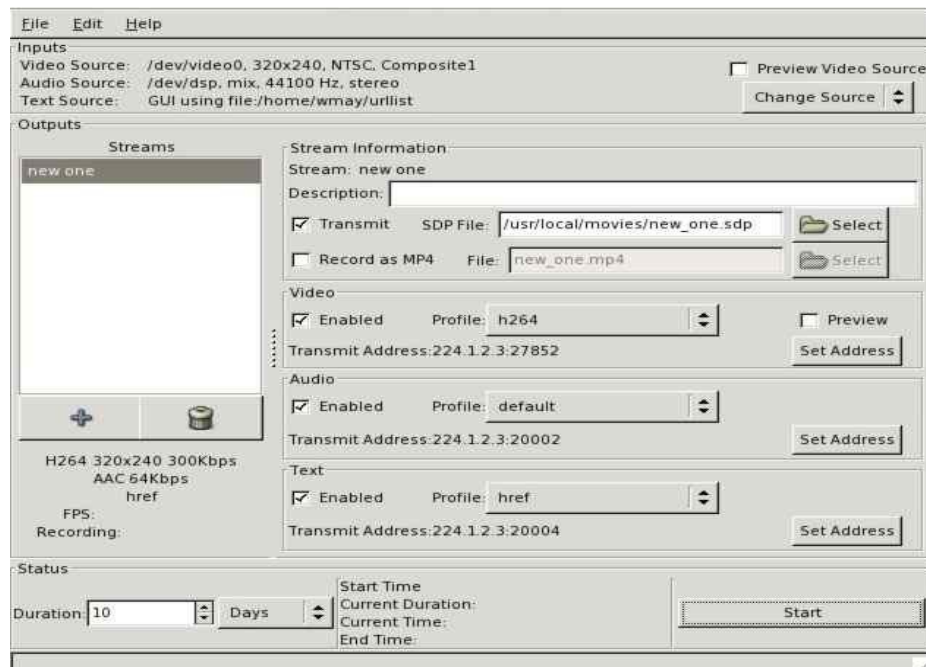 File Edit Help
Inputs
Video Source: /dev/video0, 320x240, NTSC, Composite1
Audio Source: /dev/dsp, mix, 44100 Hz, stereo
Text Source: GUI using file:/home/wmay/urllist
Preview Video Source
Change Source
Outputs
Streams
new one
H264 320x240 300Kbps
AAC 64Kbps
href
FPS:
Recording:
Stream Information
Stream: new one
Description:
Transmit SDP File: /usr/local/movies/new_one.sdp Select
Record as MP4 File: new_one.mp4 Select
Video
Enabled Profile: h264 Preview
Transmit Address:224.1.2.3:27852 Set Address
Audio
Enabled Profile: default
Transmit Address:224.1.2.3:20002 Set Address
Text
Enabled Profile: href
Transmit Address:224.1.2.3:20004 Set Address
Status
Duration: 10 Days
Start Time
Current Duration:
Current Time:
End Time:
Start